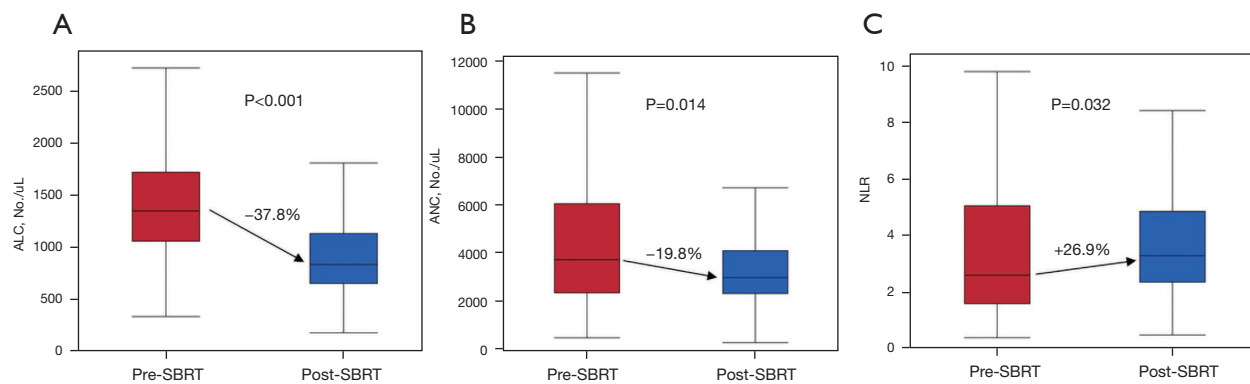 A
ALC, No./uL
2500
2000
1500
1000
500
0
P<0.001
−37.8%
Pre-SBRT
Post-SBRT
B
ANC, No./uL
12000
10000
8000
6000
4000
2000
0
P=0.014
−19.8%
Pre-SBRT
Post-SBRT
C
NLR
10
8
6
4
2
0
P=0.032
+26.9%
Pre-SBRT
Post-SBRT